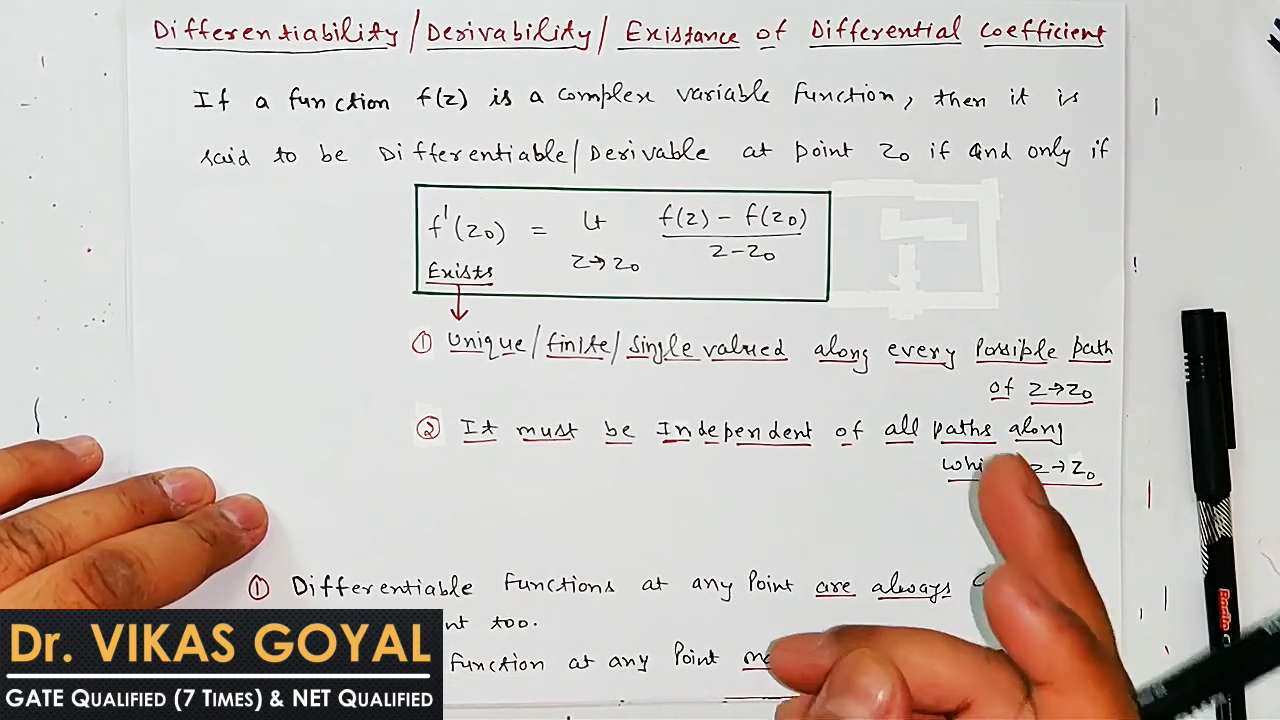 Differentiability/Derivability/Existance of Differential Coefficient
If a function f(z) is a complex variable function, then it is
said to be Differentiable/Derivable at point z₀ if and only if
f'(z₀) = Lt f(z) - f(z₀)
z→z₀ z-z₀
Exists
① Unique/finite/single valued along every possible path
of z→z₀
② It must be Independent of all paths along
z→z₀
① Differentiable functions at any point are always
too.
function at any point
Dr. VIKAS GOYAL
GATE QUALIFIED (7 TIMES) & NET QUALIFIED